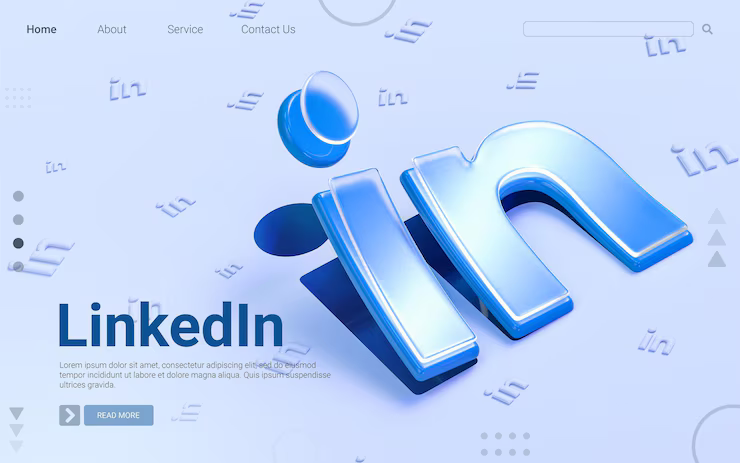 Home About Service Contact Us
in
LinkedIn
Lorem ipsum dolor sit amet, consectetur adipiscing elit, sed do eiusmod
tempor incididunt ut labore et dolore magna aliqua. Quis ipsum suspendisse
ultrices gravida.
READ MORE